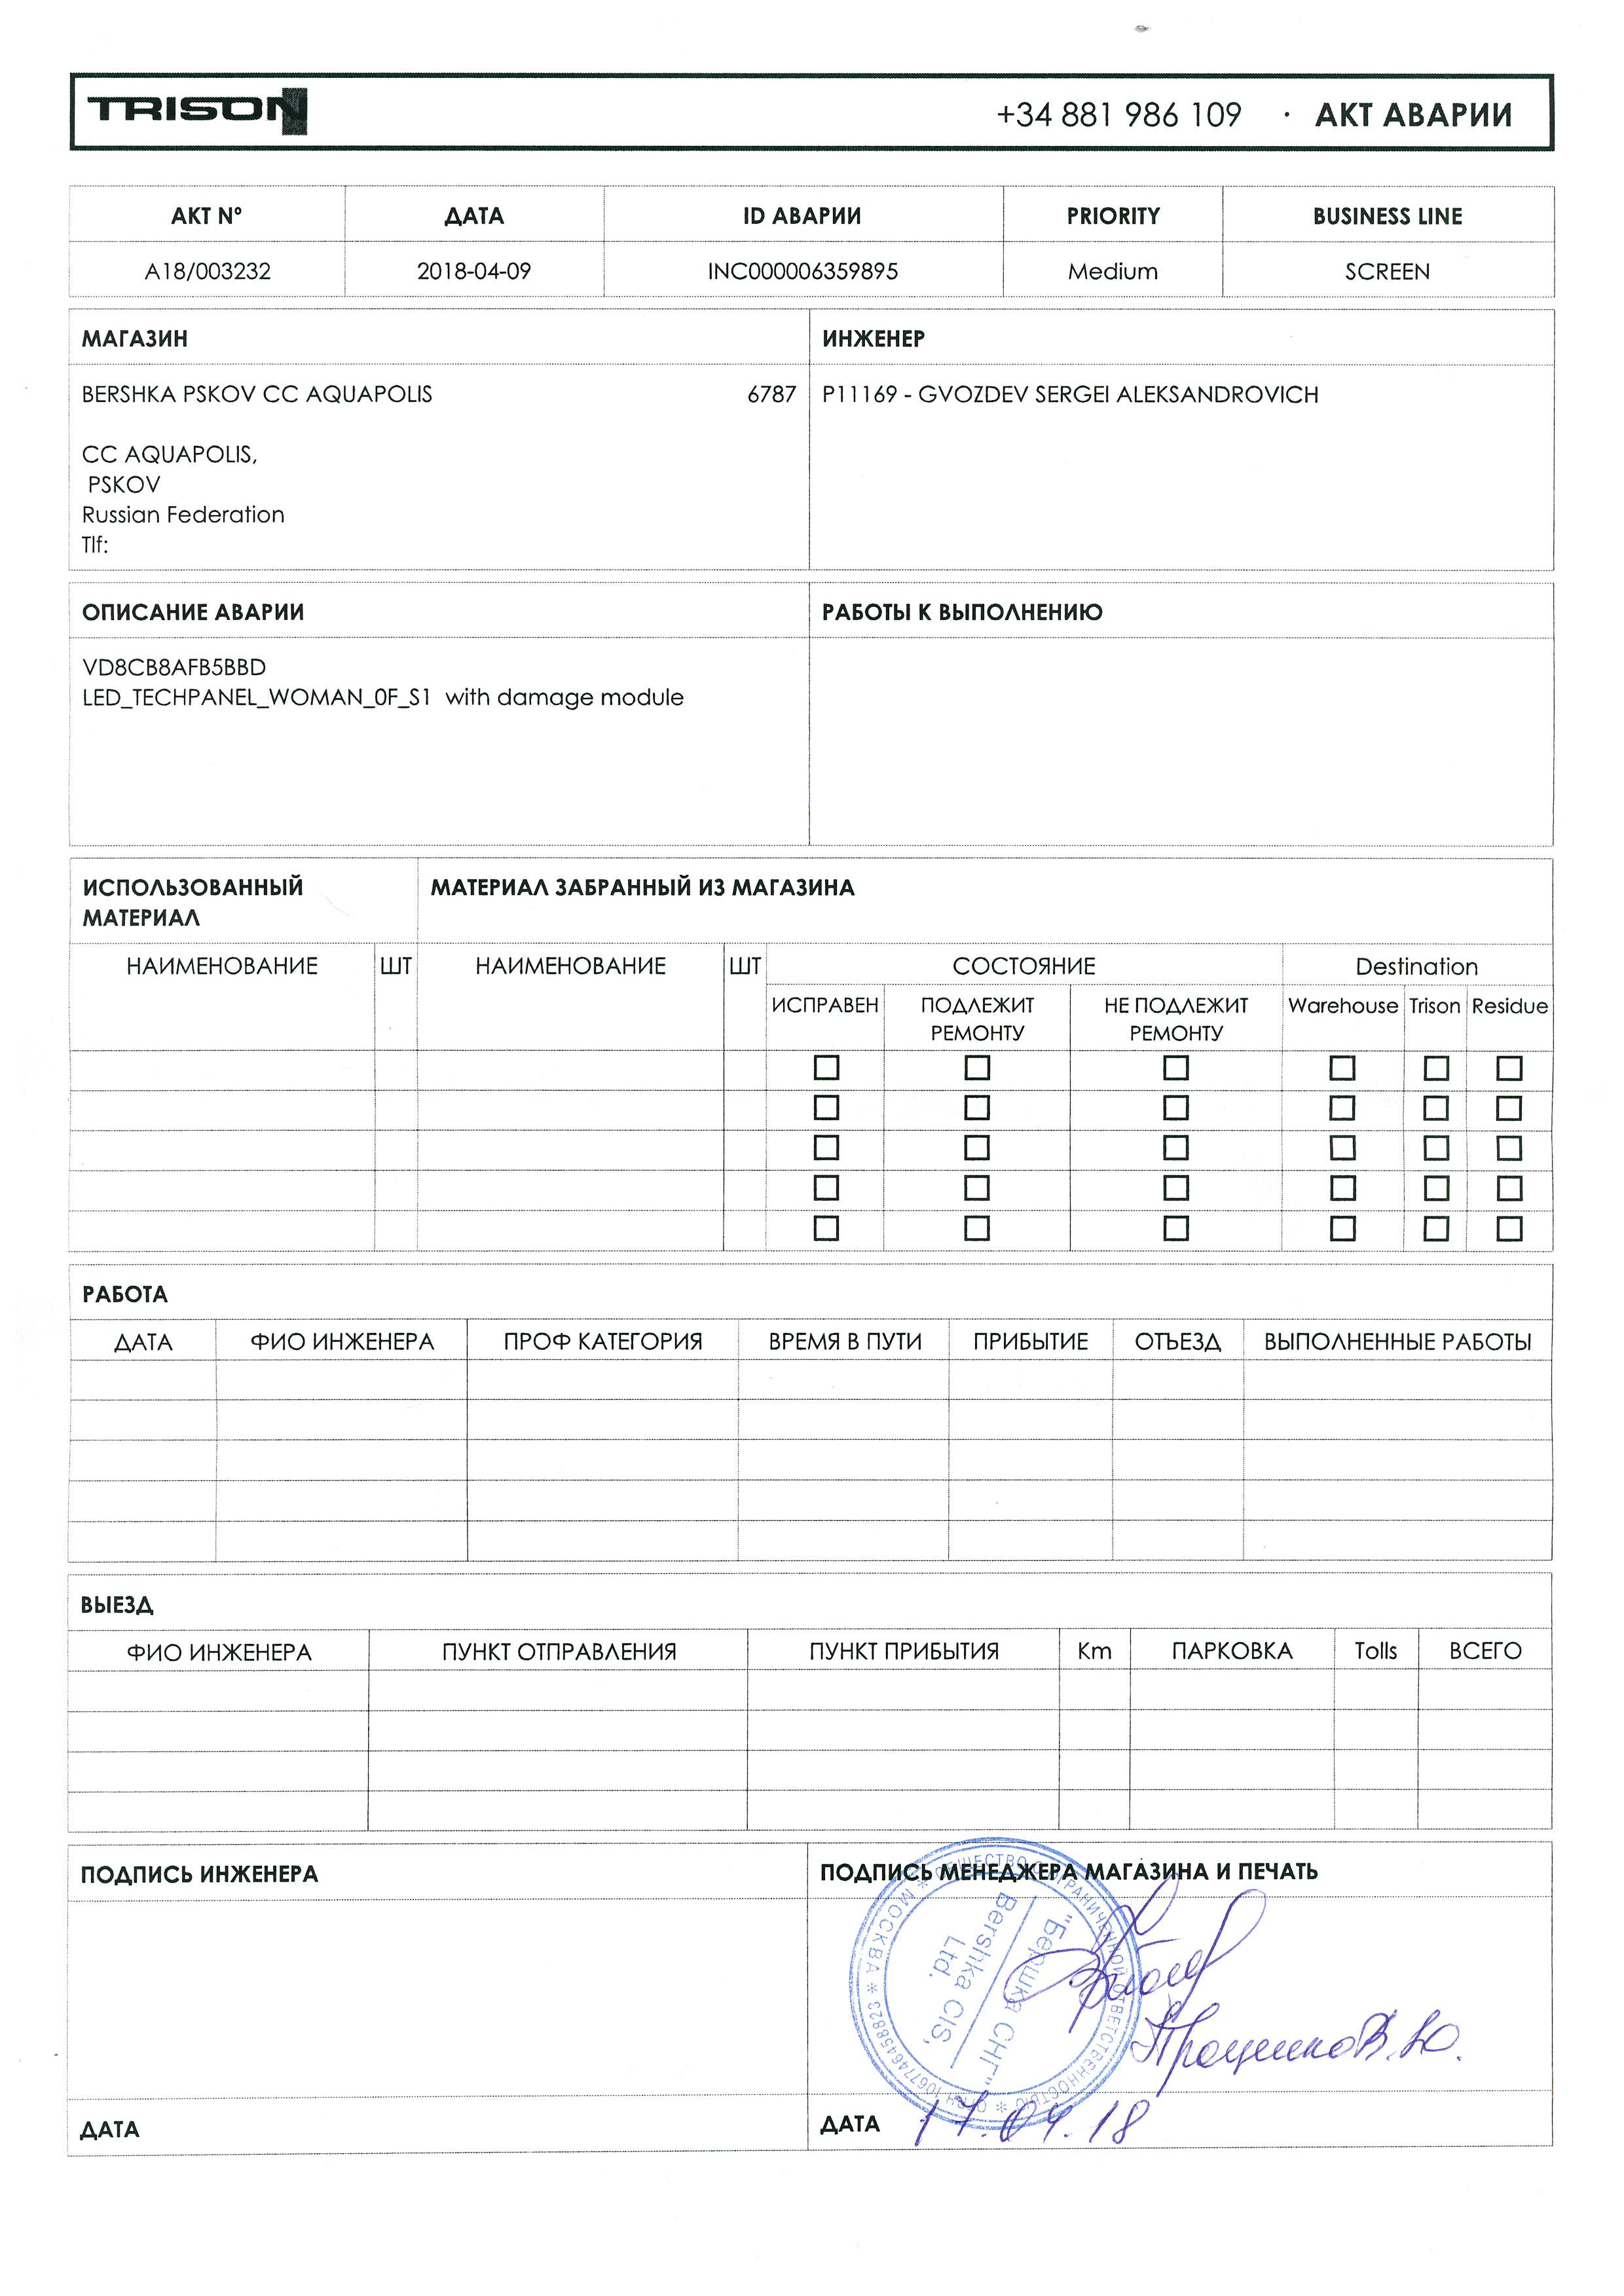 TRISON
+34 881 986 109 · АКТ АВАРИИ
АКТ Nº ДАТА ID АВАРИИ PRIORITY BUSINESS LINE
A18/003232 2018-04-09 INC000006359895 Medium SCREEN
МАГАЗИН
BERSHKA PSKOV CC AQUAPOLIS 6787
CC AQUAPOLIS,
PSKOV
Russian Federation
Tlf:
ИНЖЕНЕР
P11169 - GVOZDEV SERGEI ALEKSANDROVICH
ОПИСАНИЕ АВАРИИ
VD8CB8AFB5BBD
LED_TECHPANEL_WOMAN_0F_S1 with damage module
РАБОТЫ К ВЫПОЛНЕНИЮ
ИСПОЛЬЗОВАННЫЙ
МАТЕРИАЛ
МАТЕРИАЛ ЗАБРАННЫЙ ИЗ МАГАЗИНА
НАИМЕНОВАНИЕ ШТ НАИМЕНОВАНИЕ ШТ СОСТОЯНИЕ Destination
ИСПРАВЕН ПОДЛЕЖИТ РЕМОНТУ НЕ ПОДЛЕЖИТ РЕМОНТУ Warehouse Trison Residue
РАБОТА
ДАТА ФИО ИНЖЕНЕРА ПРОФ КАТЕГОРИЯ ВРЕМЯ В ПУТИ ПРИБЫТИЕ ОТЪЕЗД ВЫПОЛНЕННЫЕ РАБОТЫ
ВЫЕЗД
ФИО ИНЖЕНЕРА ПУНКТ ОТПРАВЛЕНИЯ ПУНКТ ПРИБЫТИЯ Km ПАРКОВКА Tolls ВСЕГО
ПОДПИСЬ ИНЖЕНЕРА
ДАТА
ПОДПИСЬ МЕНЕДЖЕРА МАГАЗИНА И ПЕЧАТЬ
ОБЩЕСТВО С ОГРАНИЧЕННОЙ ОТВЕТСТВЕННОСТЬЮ * ОГРН 1067746458823 * МОСКВА *
"Бершка СНГ"
Bershka CIS,
Ltd.
Проценко В.Ю.
ДАТА 17.04.18